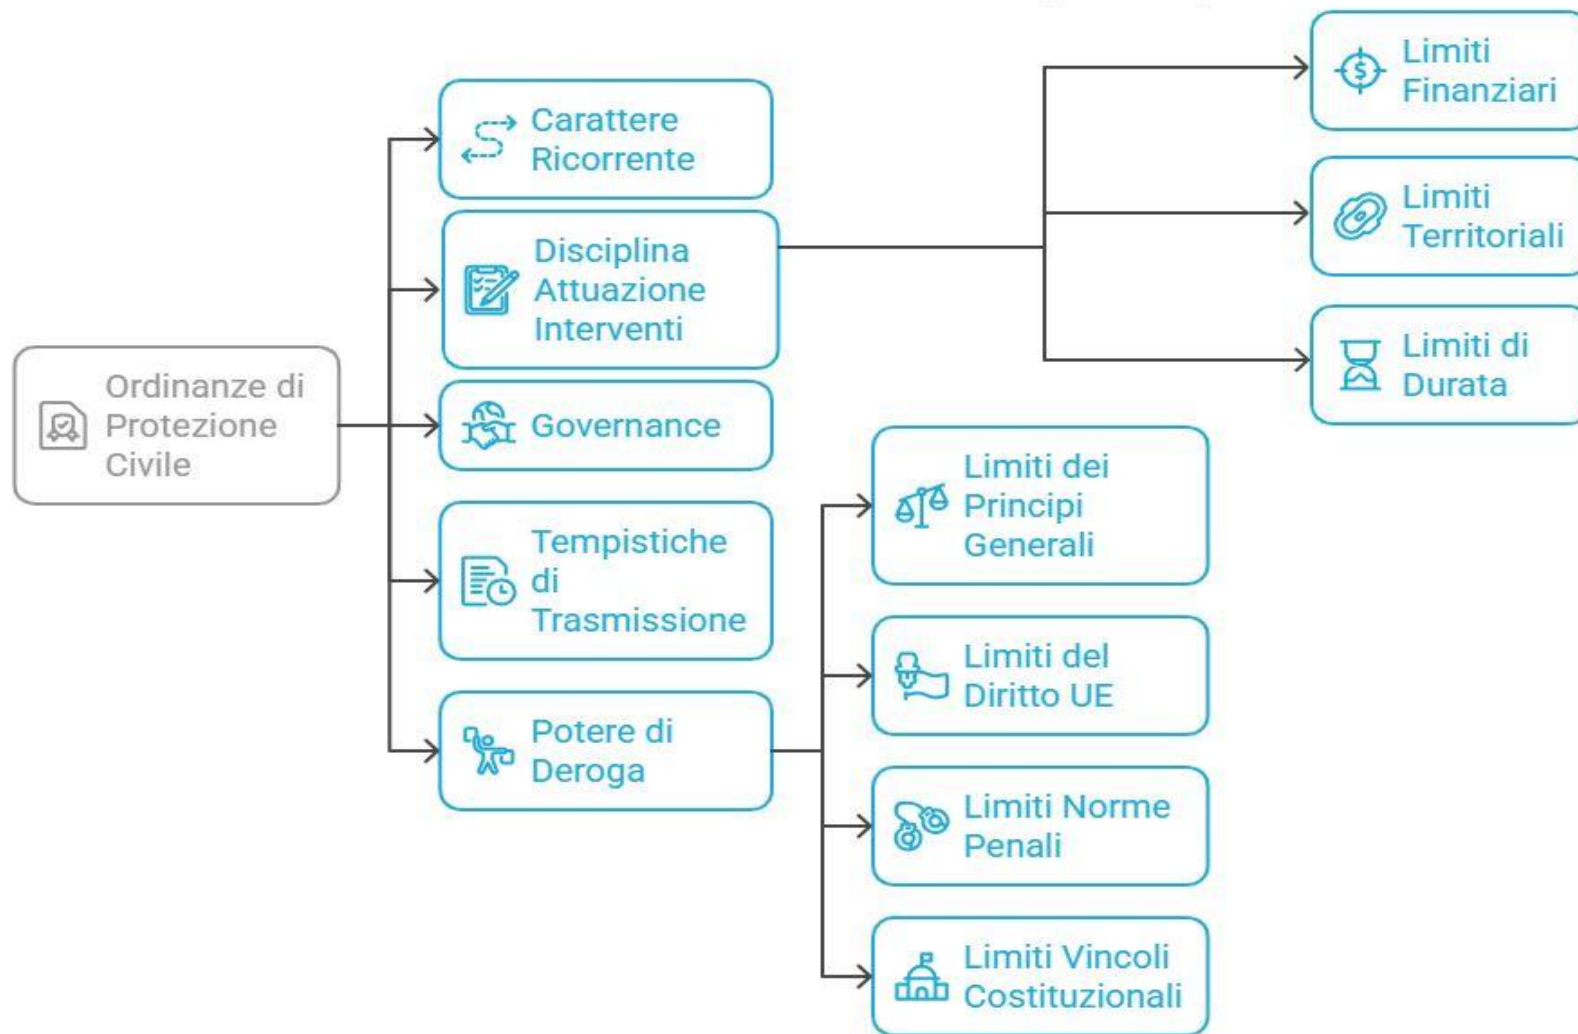 Ordinanze di
Protezione
Civile
Carattere
Ricorrente
Disciplina
Attuazione
Interventi
Governance
Tempistiche
di
Trasmissione
Potere di
Deroga
Limiti
Finanziari
Limiti
Territoriali
Limiti di
Durata
Limiti dei
Principi
Generali
Limiti del
Diritto UE
Limiti Norme
Penali
Limiti Vincoli
Costituzionali